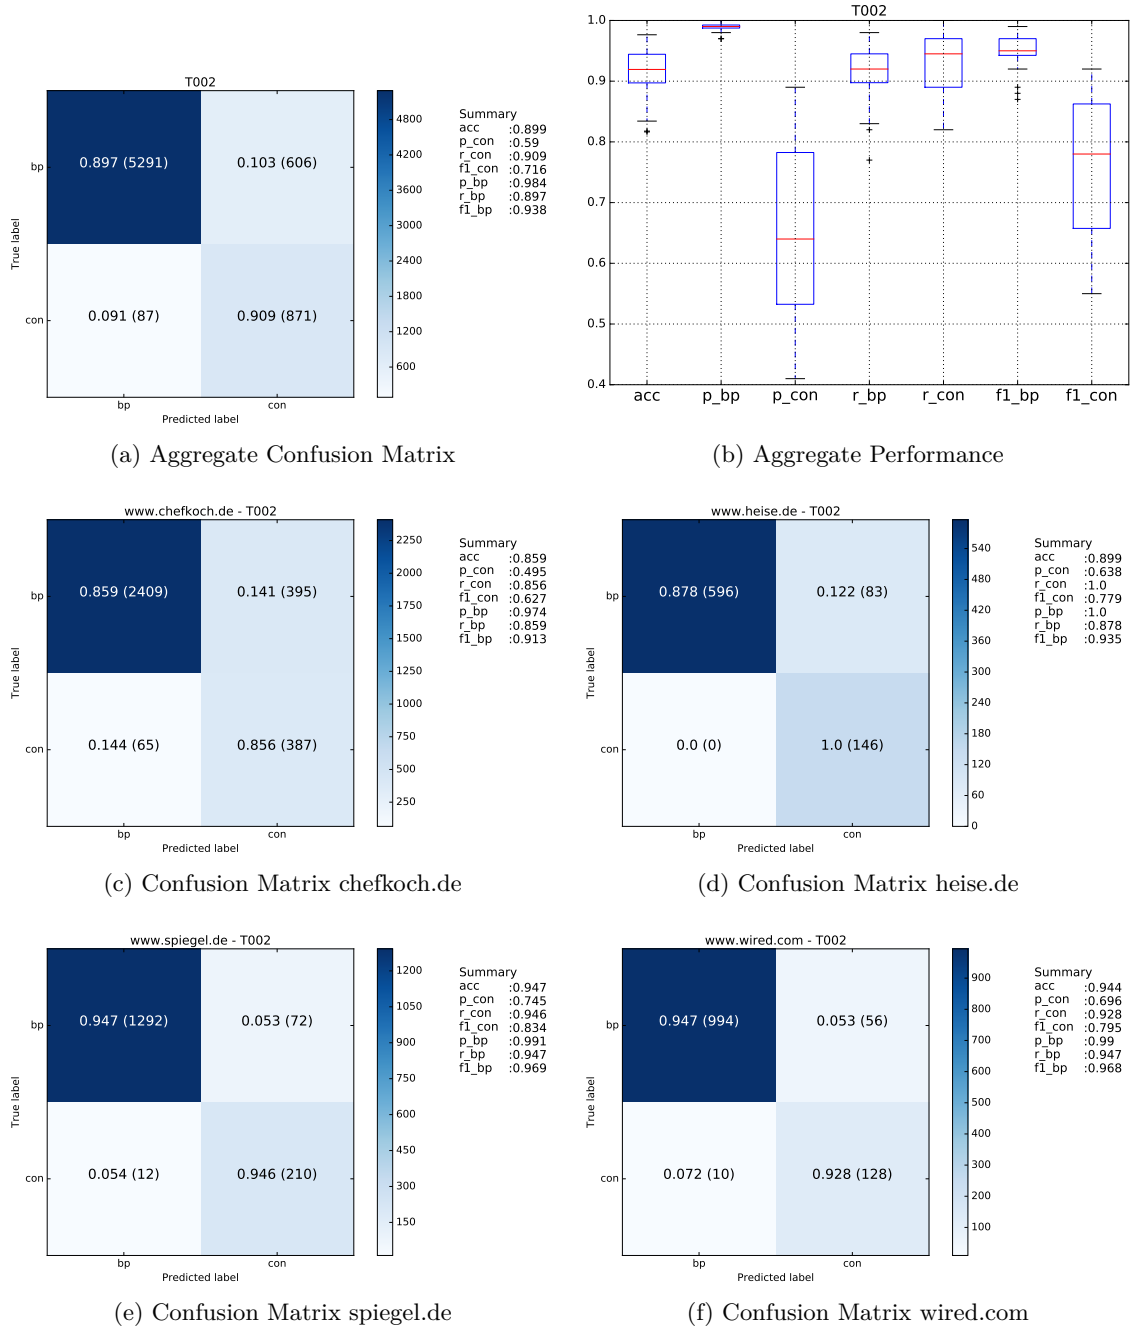 T002
0.897 (5291)
0.103 (606)
0.091 (87)
0.909 (871)
bp
con
True label
bp
con
Predicted label
4800
4200
3600
3000
2400
1800
1200
600
Summary
acc :0.899
p_con :0.59
r_con :0.909
f1_con :0.716
p_bp :0.984
r_bp :0.897
f1_bp :0.938
(a) Aggregate Confusion Matrix
T002
1.0
0.9
0.8
0.7
0.6
0.5
0.4
acc
p_bp
p_con
r_bp
r_con
f1_bp
f1_con
(b) Aggregate Performance
www.chefkoch.de - T002
0.859 (2409)
0.141 (395)
0.144 (65)
0.856 (387)
bp
con
True label
bp
con
Predicted label
2250
2000
1750
1500
1250
1000
750
500
250
Summary
acc :0.859
p_con :0.495
r_con :0.856
f1_con :0.627
p_bp :0.974
r_bp :0.859
f1_bp :0.913
(c) Confusion Matrix chefkoch.de
www.heise.de - T002
0.878 (596)
0.122 (83)
0.0 (0)
1.0 (146)
bp
con
True label
bp
con
Predicted label
540
480
420
360
300
240
180
120
60
0
Summary
acc :0.899
p_con :0.638
r_con :1.0
f1_con :0.779
p_bp :1.0
r_bp :0.878
f1_bp :0.935
(d) Confusion Matrix heise.de
www.spiegel.de - T002
0.947 (1292)
0.053 (72)
0.054 (12)
0.946 (210)
bp
con
True label
bp
con
Predicted label
1200
1050
900
750
600
450
300
150
Summary
acc :0.947
p_con :0.745
r_con :0.946
f1_con :0.834
p_bp :0.991
r_bp :0.947
f1_bp :0.969
(e) Confusion Matrix spiegel.de
www.wired.com - T002
0.947 (994)
0.053 (56)
0.072 (10)
0.928 (128)
bp
con
True label
bp
con
Predicted label
900
800
700
600
500
400
300
200
100
Summary
acc :0.944
p_con :0.696
r_con :0.928
f1_con :0.795
p_bp :0.99
r_bp :0.947
f1_bp :0.968
(f) Confusion Matrix wired.com